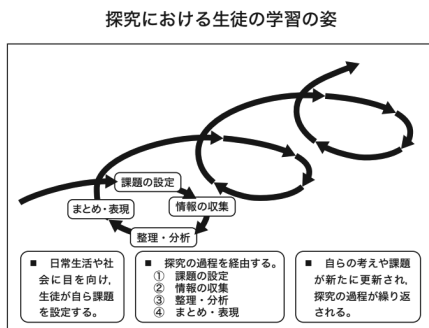 探究における生徒の学習の姿
課題の設定
まとめ・表現
情報の収集
整理・分析
■ 日常生活や社
会に目を向け,
生徒が自ら課題
を設定する。
■ 探究の過程を経由する。
① 課題の設定
② 情報の収集
③ 整理・分析
④ まとめ・表現
■ 自らの考えや課題
が新たに更新され,
探究の過程が繰り返
される。